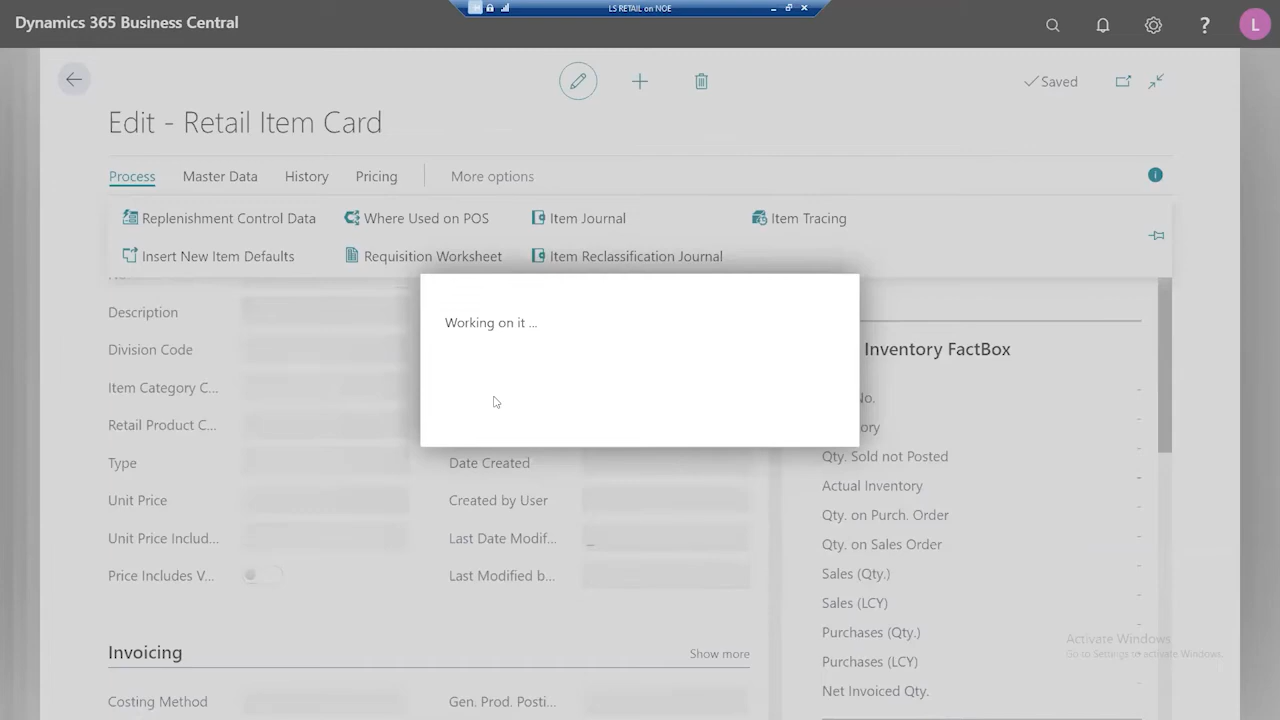 LS RETAIL on NOE
Dynamics 365 Business Central
?
L
Saved
Edit - Retail Item Card
Process Master Data History Pricing More options
Replenishment Control Data Where Used on POS Item Journal Item Tracing
Insert New Item Defaults Requisition Worksheet Item Reclassification Journal
Working on it ...
Description
Division Code
Item Category C...
Retail Product C...
Type
Unit Price
Unit Price Includ...
Price Includes V...
Date Created
Created by User
Last Date Modif...
_
Last Modified b...
Invoicing Show more
Costing Method Gen. Prod. Posti...
Inventory FactBox
No.
ory
Qty. Sold not Posted
Actual Inventory
Qty. on Purch. Order
Qty. on Sales Order
Sales (Qty.)
Sales (LCY)
Purchases (Qty.)
Purchases (LCY)
Net Invoiced Qty.
Activate Windows
Go to Settings to activate Windows.